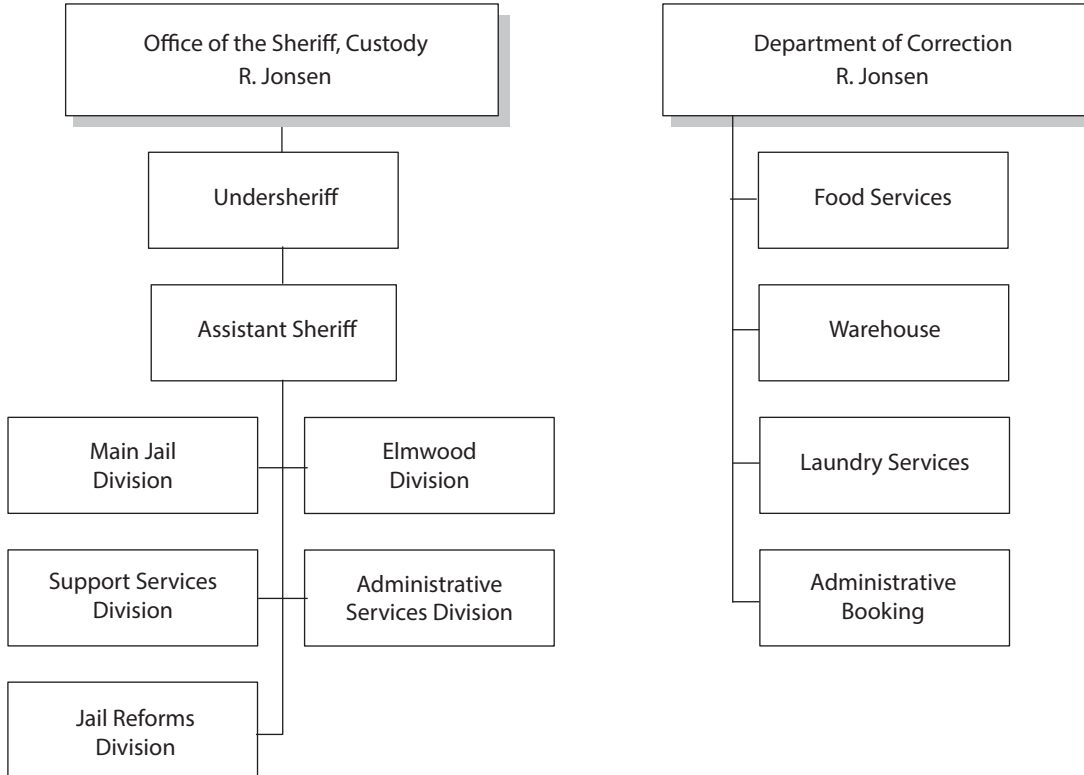 Office of the Sheriff, Custody
R. Jonsen
Undersheriff
Assistant Sheriff
Main Jail
Division
Elmwood
Division
Support Services
Division
Administrative
Services Division
Jail Reforms
Division
Department of Correction
R. Jonsen
Food Services
Warehouse
Laundry Services
Administrative
Booking